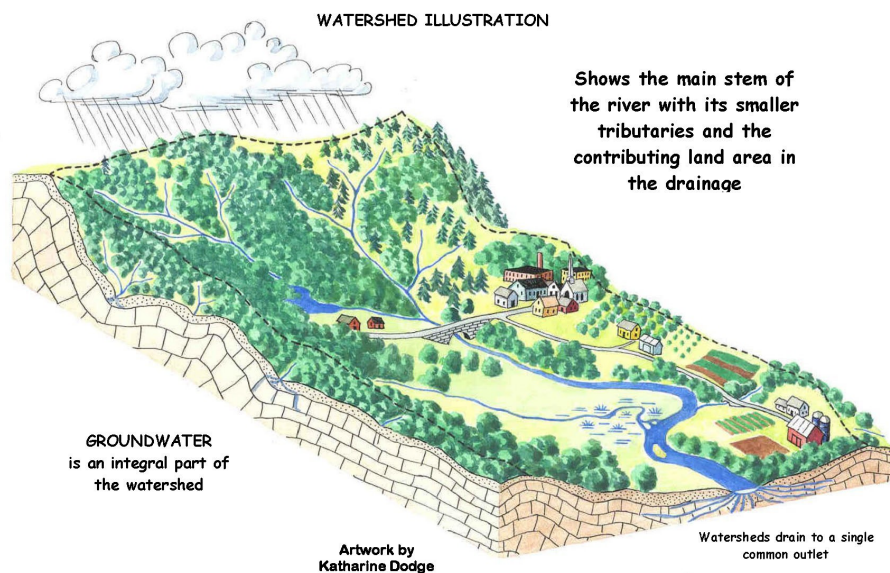 WATERSHED ILLUSTRATION
Shows the main stem of
the river with its smaller
tributaries and the
contributing land area in
the drainage
GROUNDWATER
is an integral part of
the watershed
Watersheds drain to a single
common outlet
Artwork by
Katharine Dodge